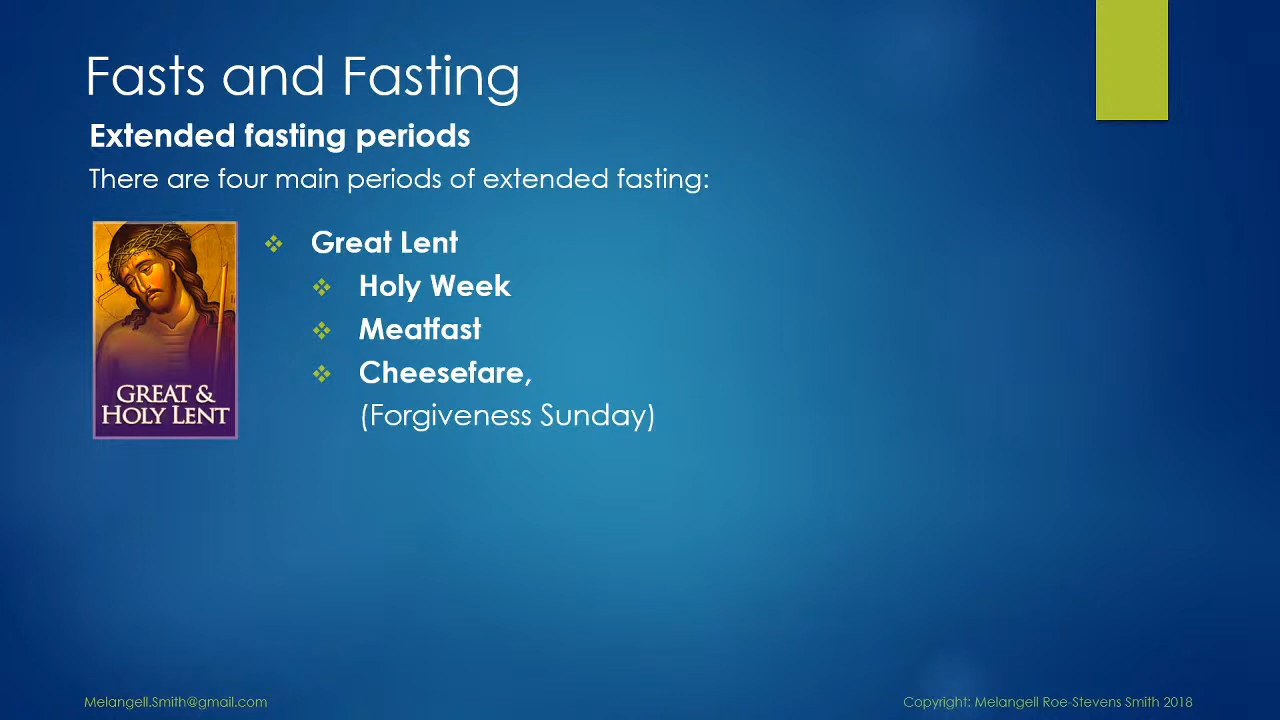 Fasts and Fasting
Extended fasting periods
There are four main periods of extended fasting:
Great Lent
Holy Week
Meatfast
Cheesefare,
(Forgiveness Sunday)
GREAT &
HOLY LENT
Melangell.Smith@gmail.com
Copyright: Melangell Roe-Stevens Smith 2018